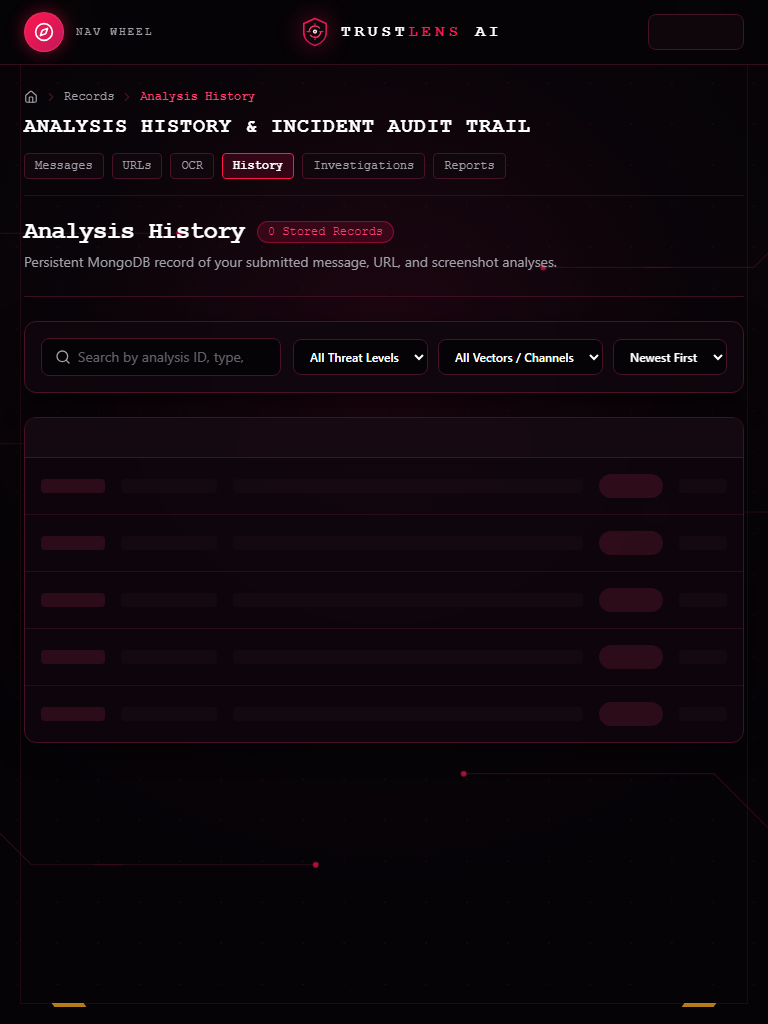 NAV WHEEL
TRUSTLENS AI
Records
Analysis History
ANALYSIS HISTORY & INCIDENT AUDIT TRAIL
Messages
URLs
OCR
History
Investigations
Reports
Analysis History
0 Stored Records
Persistent MongoDB record of your submitted message, URL, and screenshot analyses.
Search by analysis ID, type,
All Threat Levels
All Vectors / Channels
Newest First